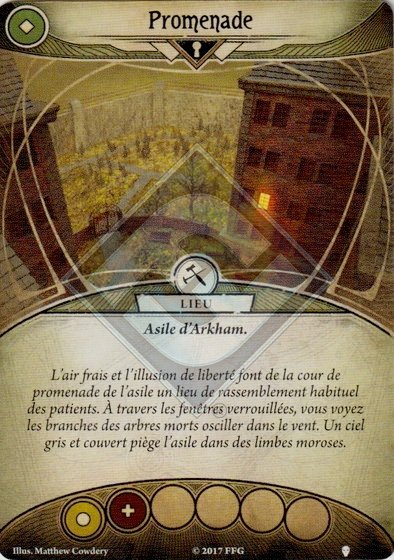 Promenade
LIEU
Asile d'Arkham.
L'air frais et l'illusion de liberté font de la cour de
promenade de l'asile un lieu de rassemblement habituel
des patients. À travers les fenêtres verrouillées, vous voyez
les branches des arbres morts osciller dans le vent. Un ciel
gris et couvert piège l'asile dans des limbes moroses.
Illus. Matthew Cowdery
© 2017 FFG